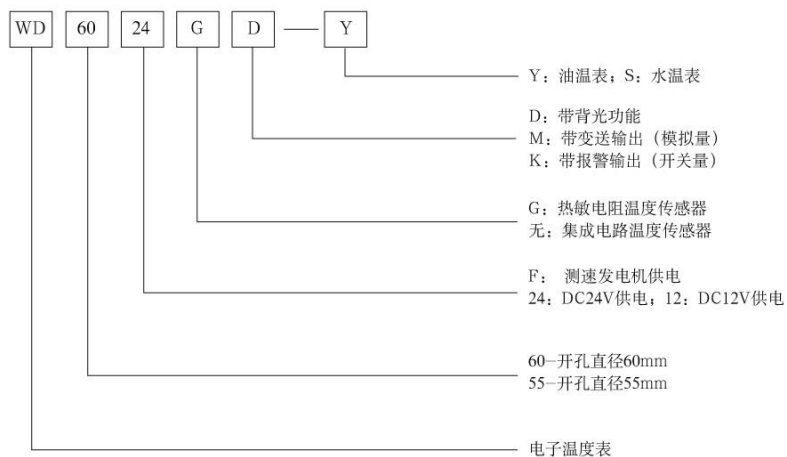 WD 60 24 G D — Y
Y：油温表；S：水温表
D：带背光功能
M：带变送输出（模拟量）
K：带报警输出（开关量）
G：热敏电阻温度传感器
无：集成电路温度传感器
F： 测速发电机供电
24：DC24V供电；12：DC12V供电
60—开孔直径60mm
55—开孔直径55mm
电子温度表